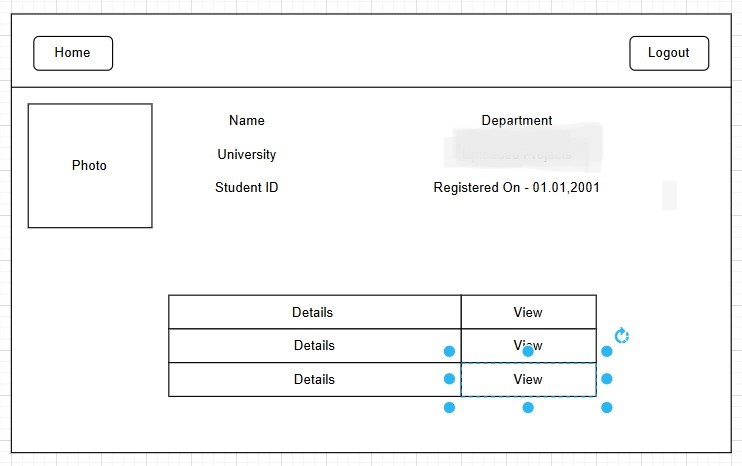 Home
Logout
Photo
Name
Department
University
Student ID
Registered On - 01.01,2001
Details
View
Details
View
Details
View